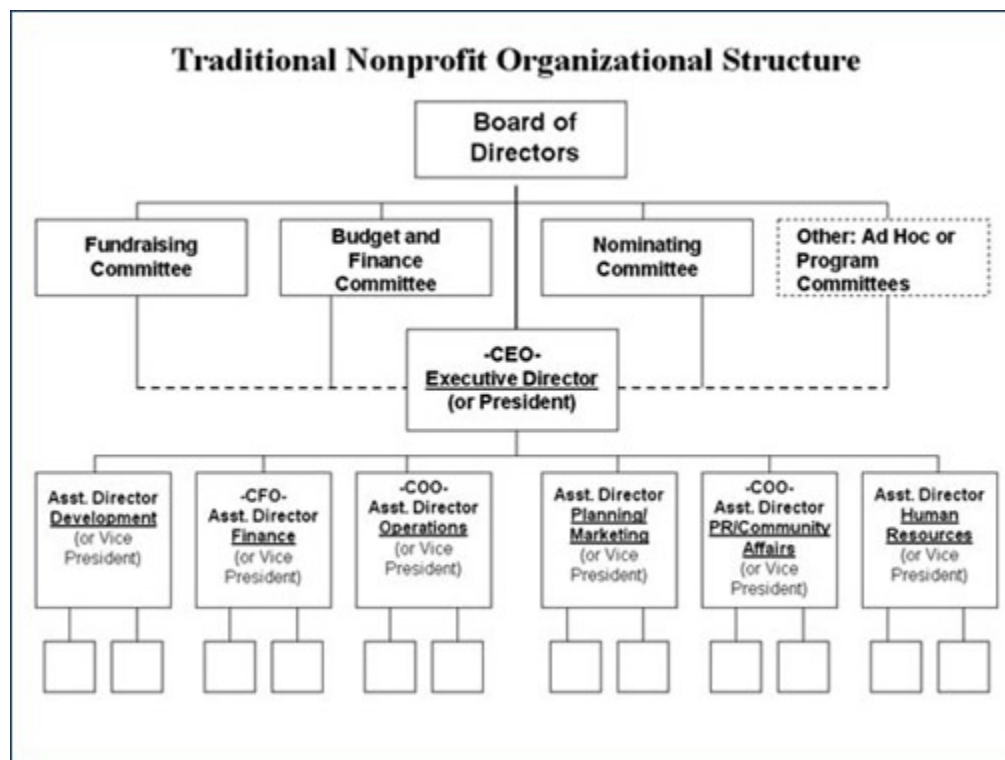 Traditional Nonprofit Organizational Structure
Board of
Directors
Fundraising
Committee
Budget and
Finance
Committee
Nominating
Committee
Other: Ad Hoc or
Program
Committees
-CEO-
Executive Director
(or President)
Asst. Director
Development
(or Vice
President)
-CFO-
Asst. Director
Finance
(or Vice
President)
-COO-
Asst. Director
Operations
(or Vice
President)
Asst. Director
Planning/
Marketing
(or Vice
President)
-COO-
Asst. Director
PR/Community
Affairs
(or Vice
President)
Asst. Director
Human
Resources
(or Vice
President)